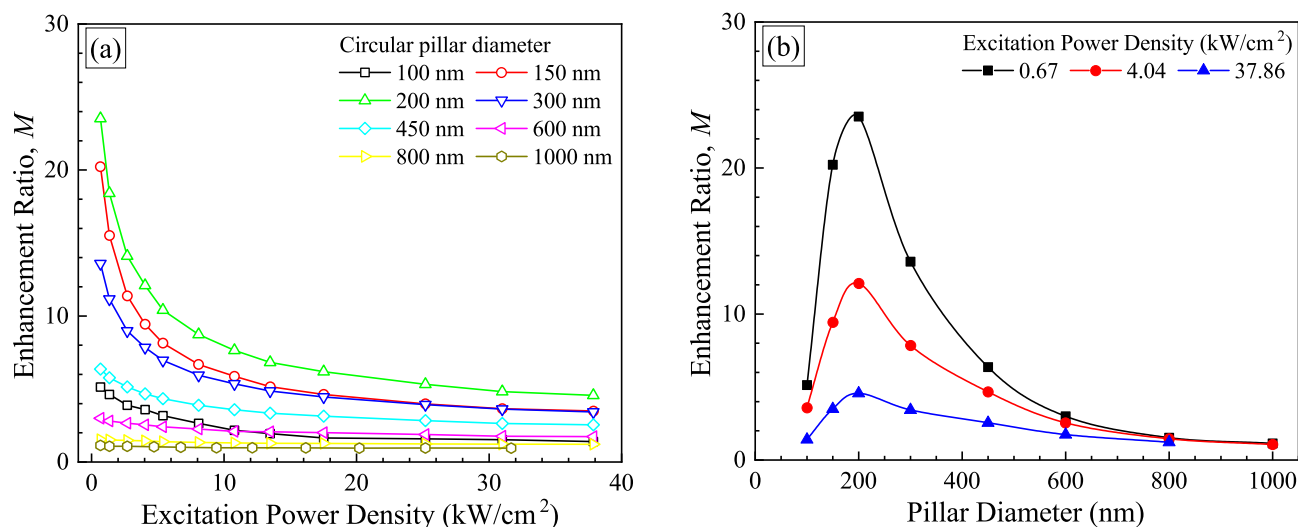 (a)
Circular pillar diameter
100 nm 150 nm
200 nm 300 nm
450 nm 600 nm
800 nm 1000 nm
Enhancement Ratio, M
30
20
10
0
0 10 20 30 40
Excitation Power Density (kW/cm²)
(b)
Excitation Power Density (kW/cm²)
0.67 4.04 37.86
Enhancement Ratio, M
30
20
10
0
0 200 400 600 800 1000
Pillar Diameter (nm)